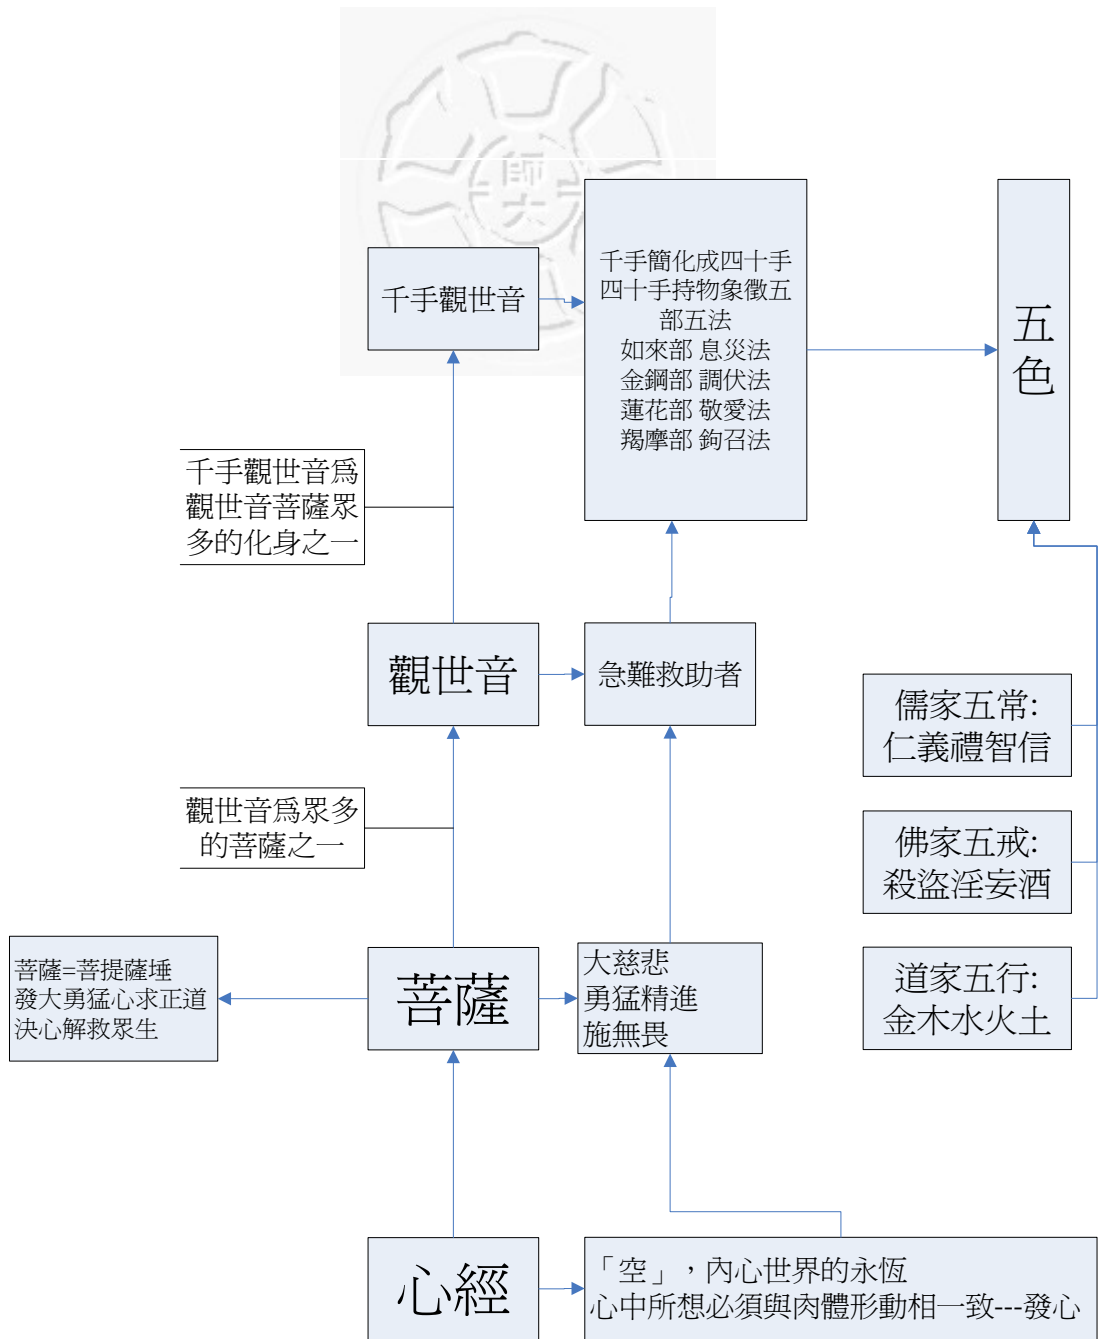 師大
千手觀世音
千手簡化成四十手
四十手持物象徵五
部五法
如來部 息災法
金鋼部 調伏法
蓮花部 敬愛法
羯摩部 鉤召法
五
色
千手觀世音為
觀世音菩薩眾
多的化身之一
觀世音
急難救助者
儒家五常:
仁義禮智信
觀世音為眾多
的菩薩之一
佛家五戒:
殺盜淫妄酒
菩薩=菩提薩埵
發大勇猛心求正道
決心解救眾生
菩薩
大慈悲
勇猛精進
施無畏
道家五行:
金木水火土
心經
「空」，內心世界的永恆
心中所想必須與肉體形動相一致---發心